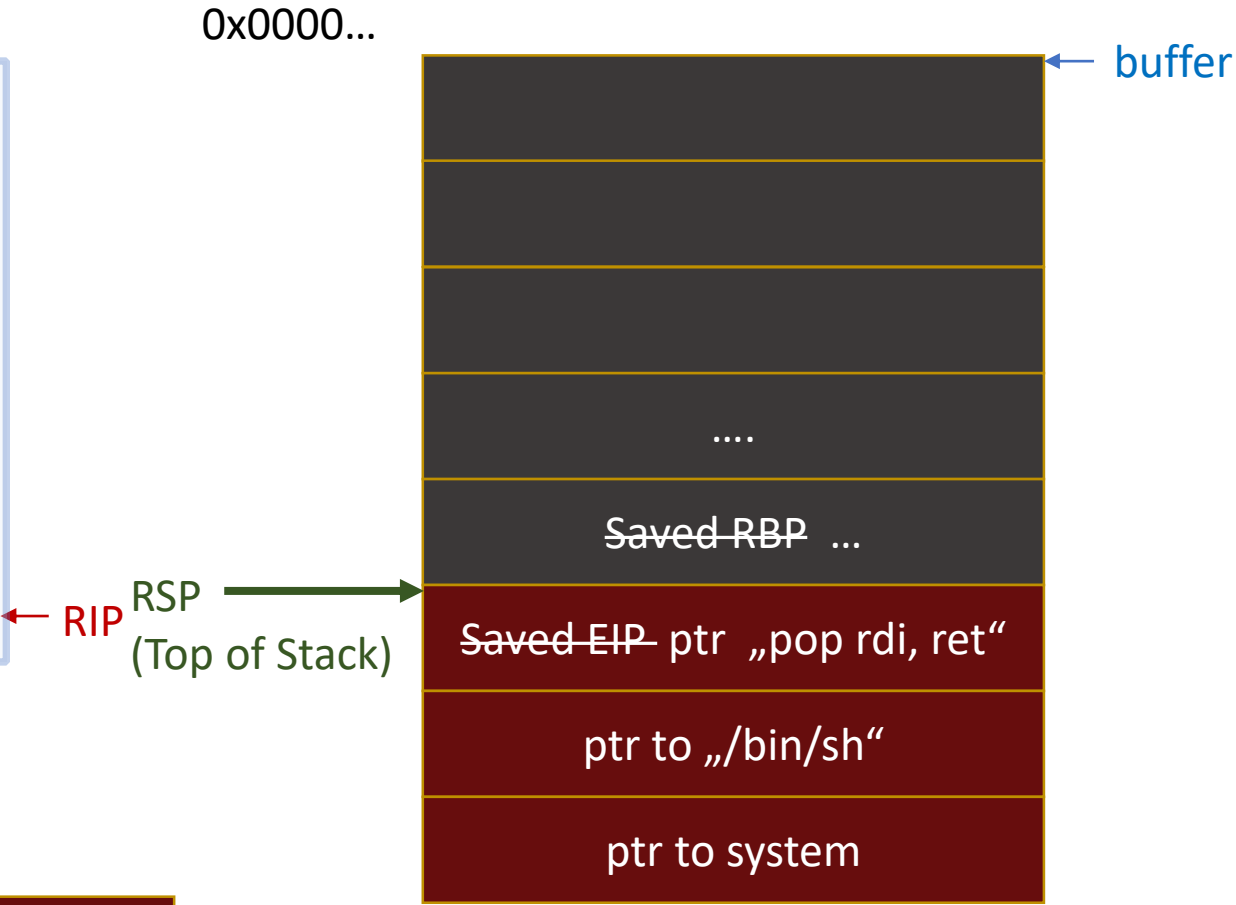 0x0000…
buffer
….
Saved RBP …
RIP
RSP
(Top of Stack)
Saved EIP ptr „pop rdi, ret“
ptr to „/bin/sh“
ptr to system